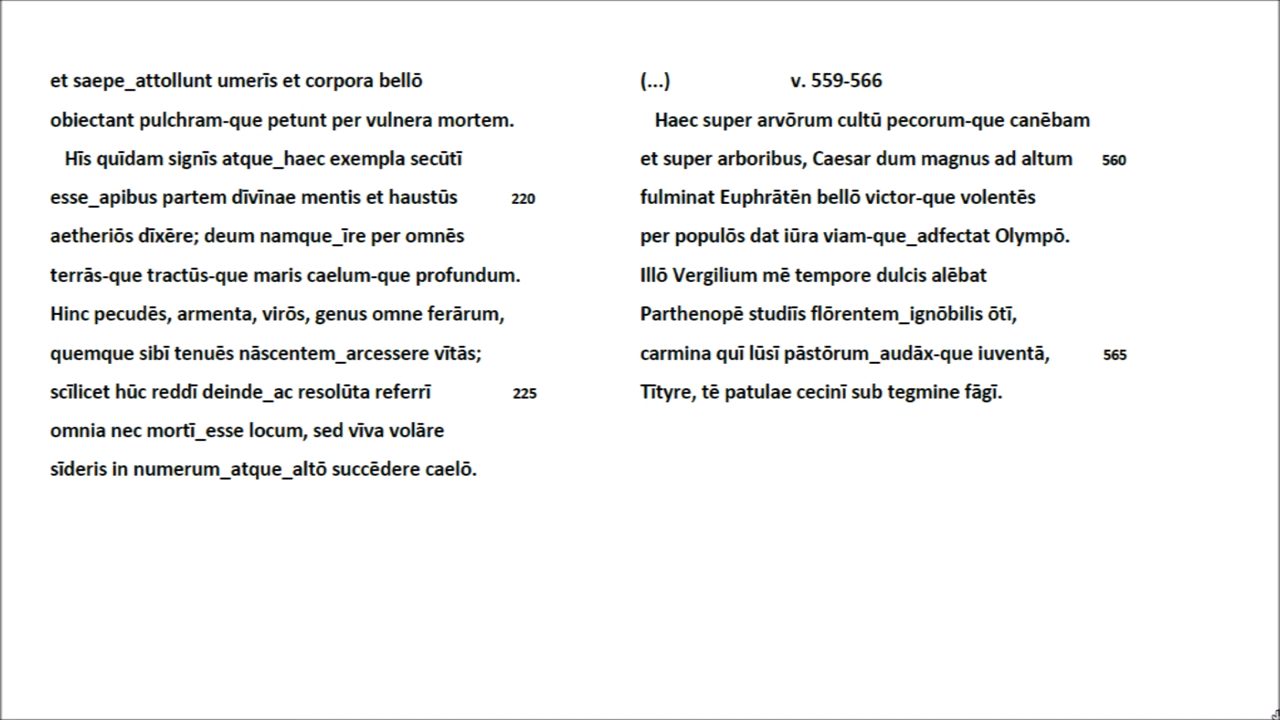 et saepe_attollunt umerīs et corpora bellō
obiectant pulchram-que petunt per vulnera mortem.
Hīs quīdam signīs atque_haec exempla secūtī
esse_apibus partem dīvīnae mentis et haustūs 220
aetheriōs dīxēre; deum namque_īre per omnēs
terrās-que tractūs-que maris caelum-que profundum.
Hinc pecudēs, armenta, virōs, genus omne ferārum,
quemque sibī tenuēs nāscentem_arcessere vītās;
scīlicet hūc reddī deinde_ac resolūta referrī 225
omnia nec mortī_esse locum, sed vīva volāre
sīderis in numerum_atque_altō succēdere caelō.
(...) v. 559-566
Haec super arvōrum cultū pecorum-que canēbam
et super arboribus, Caesar dum magnus ad altum 560
fulminat Euphrātēn bellō victor-que volentēs
per populōs dat iūra viam-que_adfectat Olympō.
Illō Vergilium mē tempore dulcis alēbat
Parthenopē studiīs flōrentem_ignōbilis ōtī,
carmina quī lūsī pāstōrum_audāx-que iuventā, 565
Tītyre, tē patulae cecinī sub tegmine fāgī.